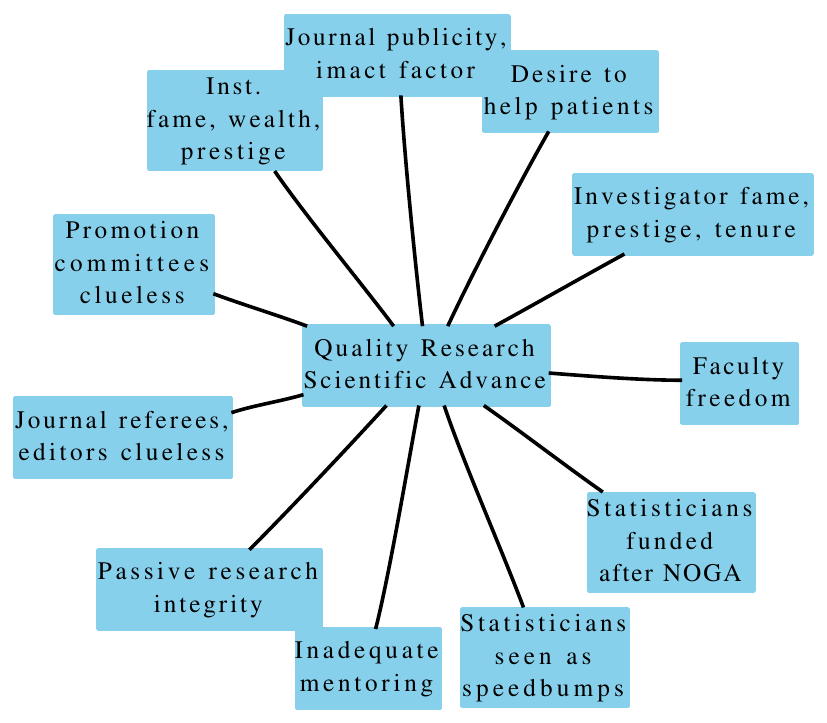 Journal publicity,
imact factor
Desire to
help patients
Inst.
fame, wealth,
prestige
Investigator fame,
prestige, tenure
Promotion
committees
clueless
Quality Research
Scientific Advance
Faculty
freedom
Journal referees,
editors clueless
Statisticians
funded
after NOGA
Passive research
integrity
Statisticians
seen as
speedbumps
Inadequate
mentoring